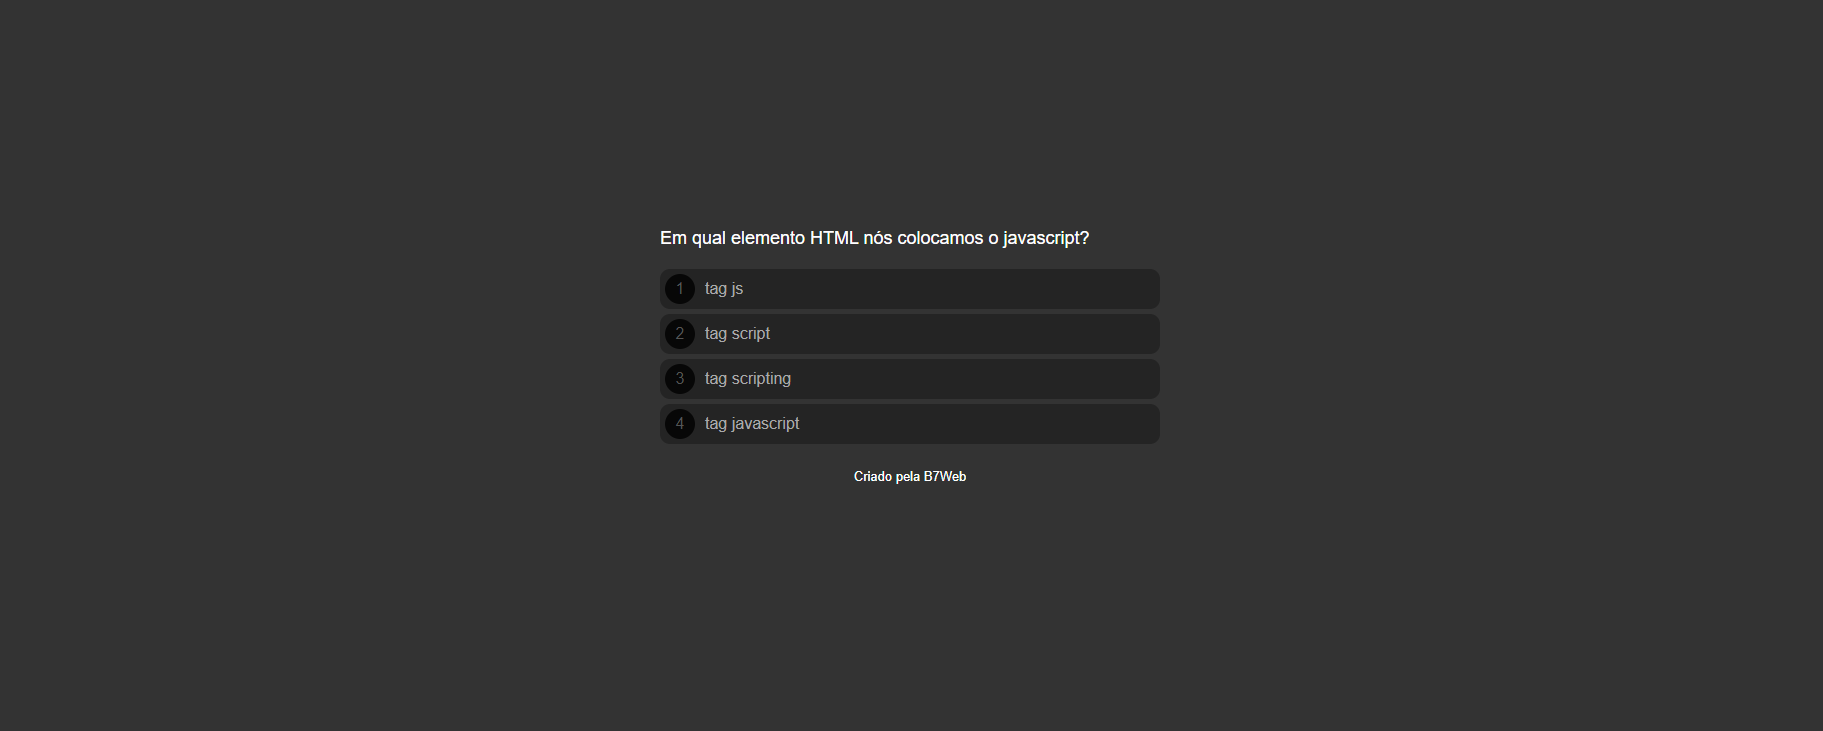 Em qual elemento HTML nós colocamos o javascript?
1 tag js
2 tag script
3 tag scripting
4 tag javascript
Criado pela B7Web